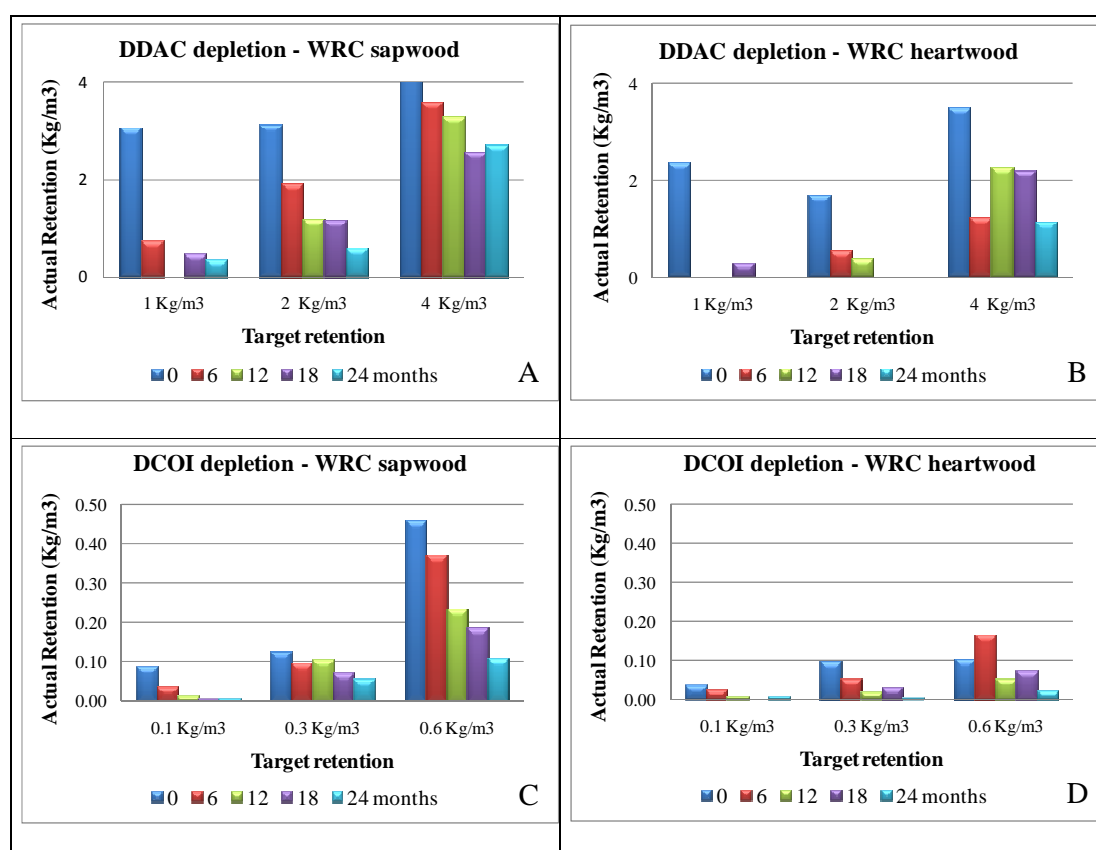 DDAC depletion - WRC sapwood
Actual Retention (Kg/m3)
4
2
0
1 Kg/m3 2 Kg/m3 4 Kg/m3
Target retention
0 6 12 18 24 months
A
DDAC depletion - WRC heartwood
Actual Retention (Kg/m3)
4
2
0
1 Kg/m3 2 Kg/m3 4 Kg/m3
Target retention
0 6 12 18 24 months
B
DCOI depletion - WRC sapwood
Actual Retention (Kg/m3)
0.50
0.40
0.30
0.20
0.10
0.00
0.1 Kg/m3 0.3 Kg/m3 0.6 Kg/m3
Target retention
0 6 12 18 24 months
C
DCOI depletion - WRC heartwood
Actual Retention (Kg/m3)
0.50
0.40
0.30
0.20
0.10
0.00
0.1 Kg/m3 0.3 Kg/m3 0.6 Kg/m3
Target retention
0 6 12 18 24 months
D